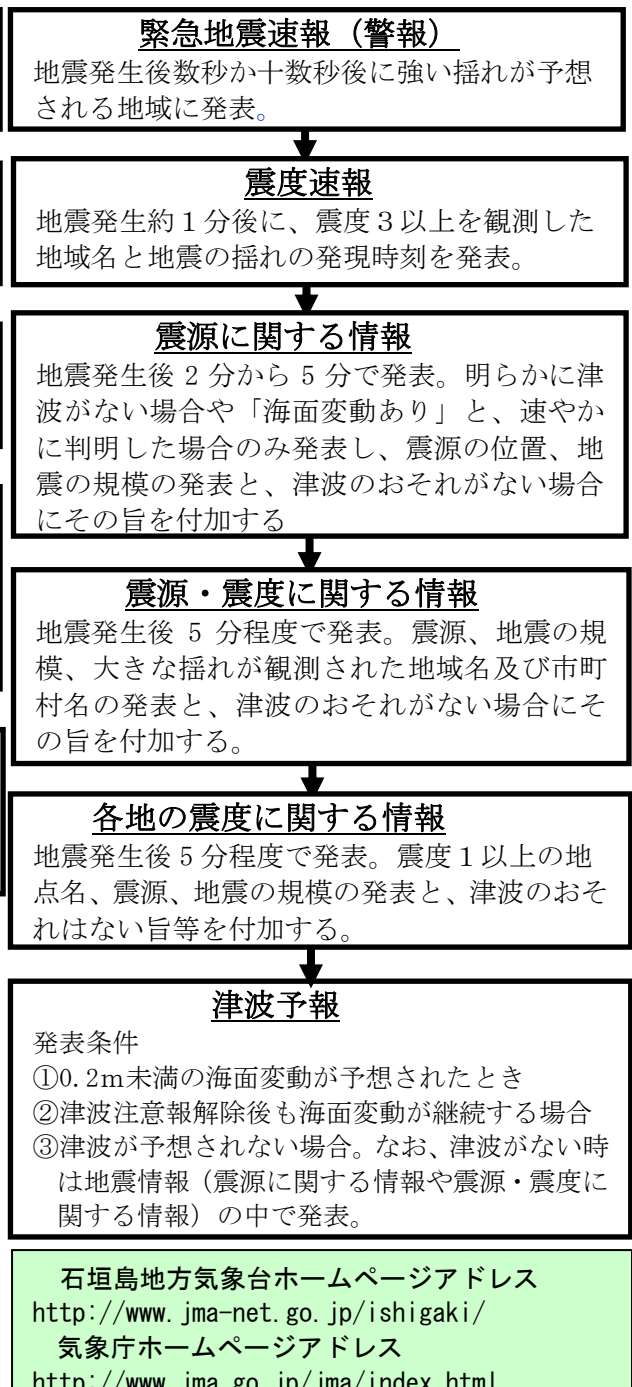 緊急地震速報（警報）
地震発生後数秒か十数秒後に強い揺れが予想
される地域に発表。
震度速報
地震発生約１分後に、震度３以上を観測した
地域名と地震の揺れの発現時刻を発表。
震源に関する情報
地震発生後 2 分から 5 分で発表。明らかに津
波がない場合や「海面変動あり」と、速やか
に判明した場合のみ発表し、震源の位置、地
震の規模の発表と、津波のおそれがない場合
にその旨を付加する
震源・震度に関する情報
地震発生後 5 分程度で発表。震源、地震の規
模、大きな揺れが観測された地域名及び市町
村名の発表と、津波のおそれがない場合にそ
の旨を付加する。
各地の震度に関する情報
地震発生後 5 分程度で発表。震度１以上の地
点名、震源、地震の規模の発表と、津波のおそ
れはない旨等を付加する。
津波予報
発表条件
①0.2m未満の海面変動が予想されたとき
②津波注意報解除後も海面変動が継続する場合
③津波が予想されない場合。なお、津波がない時
は地震情報（震源に関する情報や震源・震度に
関する情報）の中で発表。
石垣島地方気象台ホームページアドレス
http://www.jma-net.go.jp/ishigaki/
気象庁ホームページアドレス
http://www.jma.go.jp/jma/index.html